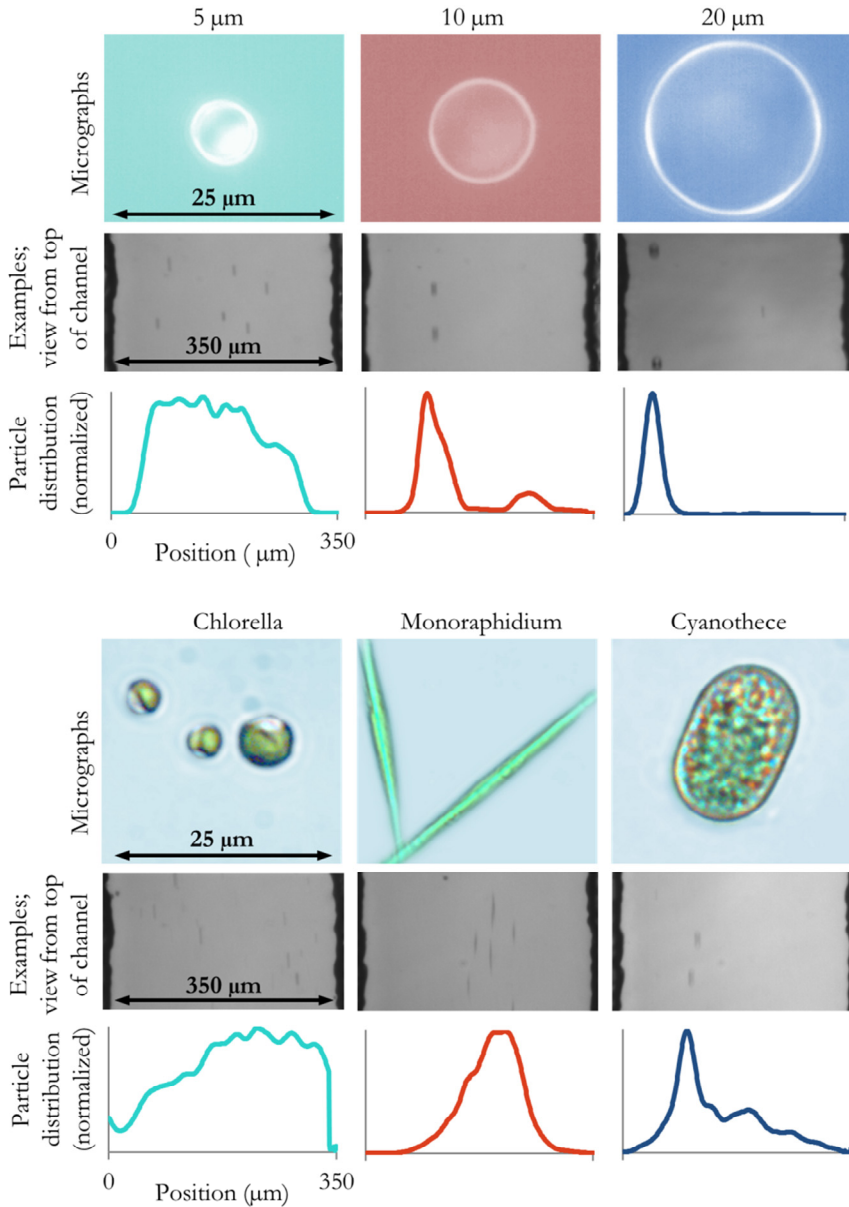 5 µm 10 µm 20 µm
Micrographs
25 µm
Examples;
view from top
of channel
350 µm
Particle
distribution
(normalized)
0 350
Position ( µm)
Chlorella Monoraphidium Cyanothece
Micrographs
25 µm
Examples;
view from top
of channel
350 µm
Particle
distribution
(normalized)
0 350
Position (µm)